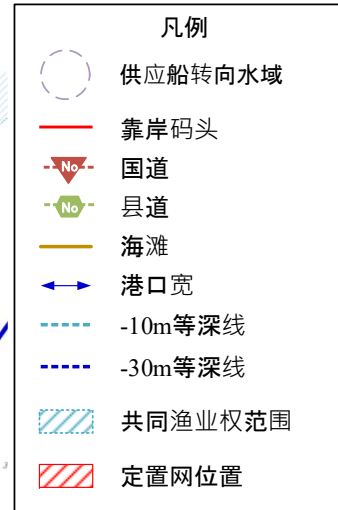 凡例
供应船转向水域
靠岸码头
No 国道
No 县道
海滩
港口宽
-10m等深线
-30m等深线
共同渔业权范围
3
定置网位置